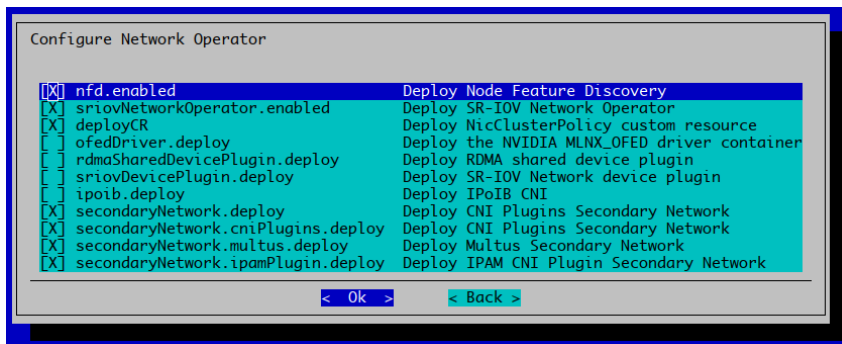 Configure Network Operator
[X] nfd.enabled Deploy Node Feature Discovery
[X] sriovNetworkOperator.enabled Deploy SR-IOV Network Operator
[X] deployCR Deploy NicClusterPolicy custom resource
[ ] ofedDriver.deploy Deploy the NVIDIA MLNX_OFED driver container
[ ] rdmaSharedDevicePlugin.deploy Deploy RDMA shared device plugin
[ ] sriovDevicePlugin.deploy Deploy SR-IOV Network device plugin
[ ] ipoib.deploy Deploy IPoIB CNI
[X] secondaryNetwork.deploy Deploy CNI Plugins Secondary Network
[X] secondaryNetwork.cniPlugins.deploy Deploy CNI Plugins Secondary Network
[X] secondaryNetwork.multus.deploy Deploy Multus Secondary Network
[X] secondaryNetwork.ipamPlugin.deploy Deploy IPAM CNI Plugin Secondary Network
< Ok > < Back >